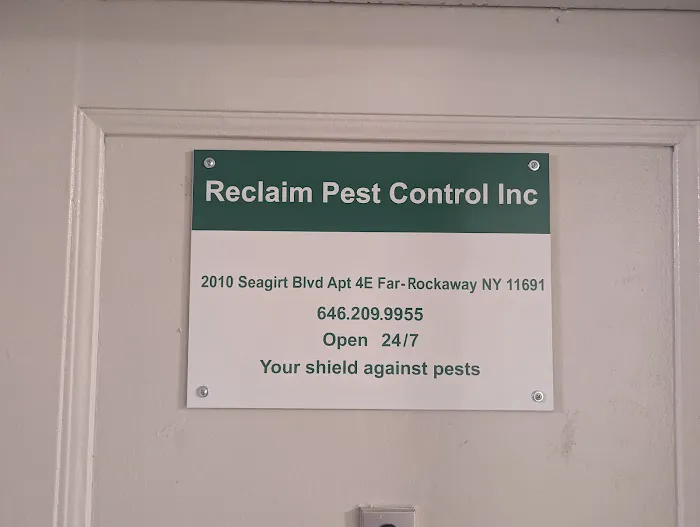 Reclaim Pest Control Inc
2010 Seagirt Blvd Apt 4E Far-Rockaway NY 11691
646.209.9955
Open 24/7
Your shield against pests